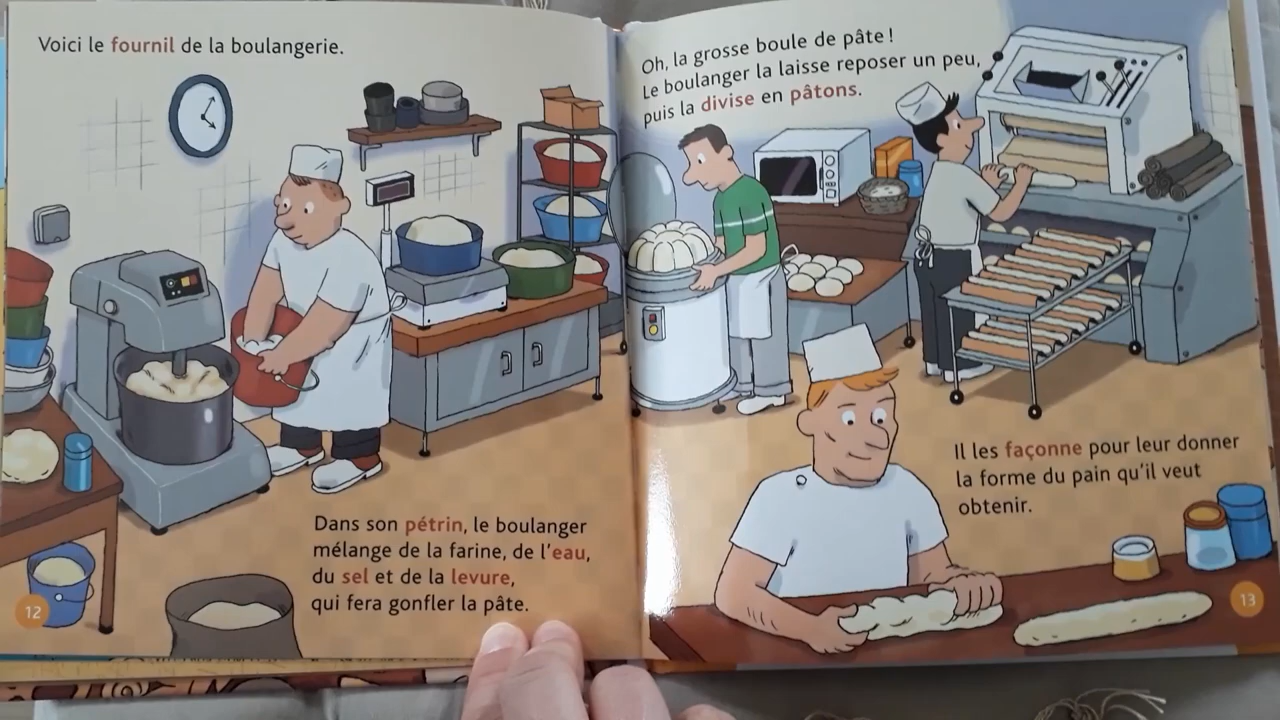 Voici le fournil de la boulangerie.
Dans son pétrin, le boulanger
mélange de la farine, de l'eau,
du sel et de la levure,
qui fera gonfler la pâte.
12
Oh, la grosse boule de pâte !
Le boulanger la laisse reposer un peu,
puis la divise en pâtons.
Il les façonne pour leur donner
la forme du pain qu'il veut
obtenir.
13